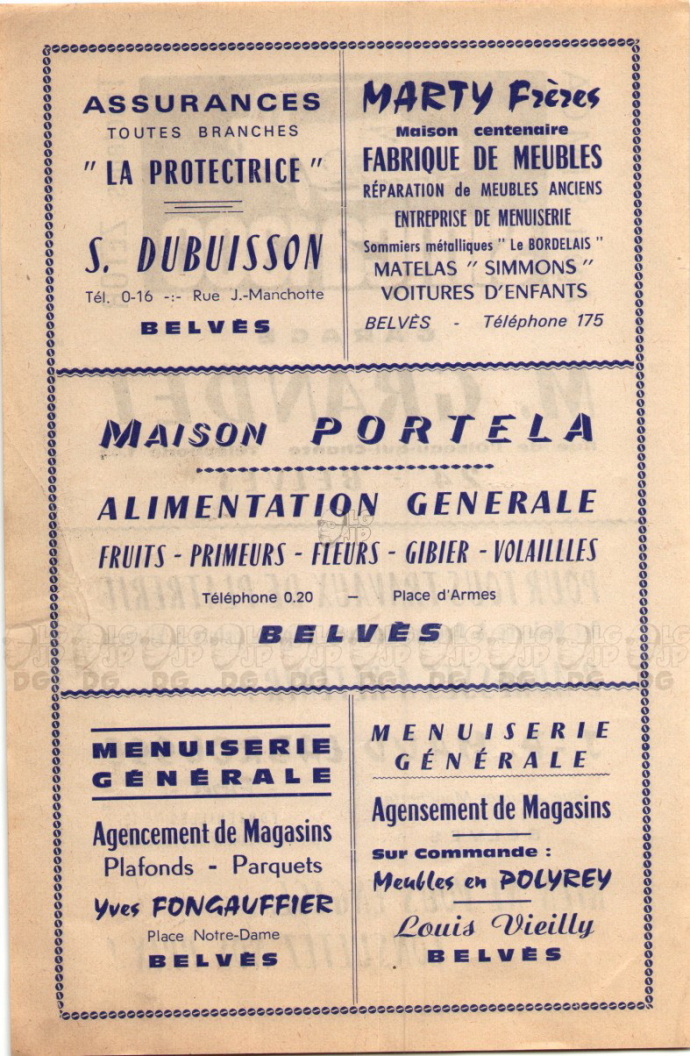 ASSURANCES
TOUTES BRANCHES
" LA PROTECTRICE "
S. DUBUISSON
Tél. 0-16 -:- Rue J.-Manchotte
BELVÈS
MARTY Frères
Maison centenaire
FABRIQUE DE MEUBLES
RÉPARATION de MEUBLES ANCIENS
ENTREPRISE DE MENUISERIE
Sommiers métalliques " Le BORDELAIS "
MATELAS " SIMMONS "
VOITURES D'ENFANTS
BELVÈS - Téléphone 175
MAISON PORTELA
ALIMENTATION GENERALE
FRUITS - PRIMEURS - FLEURS - GIBIER - VOLAILLLES
Téléphone 0.20 — Place d'Armes
BELVÈS
MENUISERIE
GÉNÉRALE
Agencement de Magasins
Plafonds - Parquets
Yves FONGAUFFIER
Place Notre-Dame
BELVÈS
MENUISERIE
GÉNÉRALE
Agensement de Magasins
Sur Commande :
Meubles en POLYREY
Louis Vieilly
BELVÈS